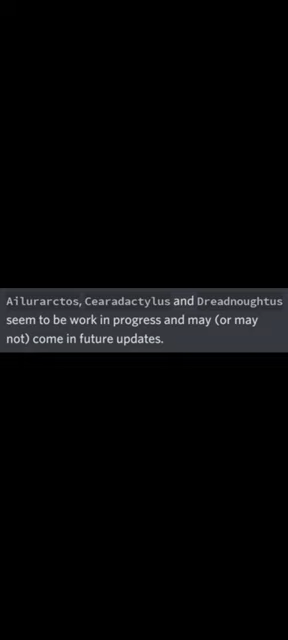 Ailurarctos, Cearadactylus and Dreadnoughtus
seem to be work in progress and may (or may
not) come in future updates.